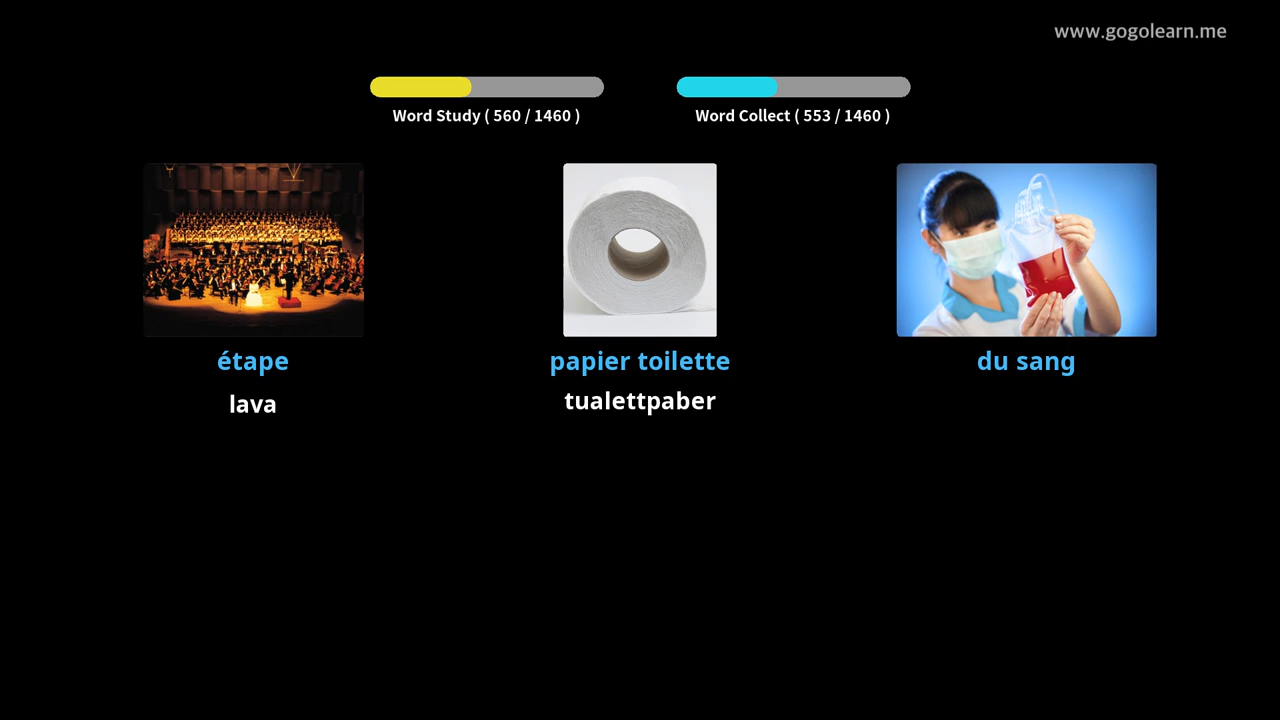 www.gogolearn.me
Word Study ( 560 / 1460 )
Word Collect ( 553 / 1460 )
étape
papier toilette
du sang
lava
tualettpaber